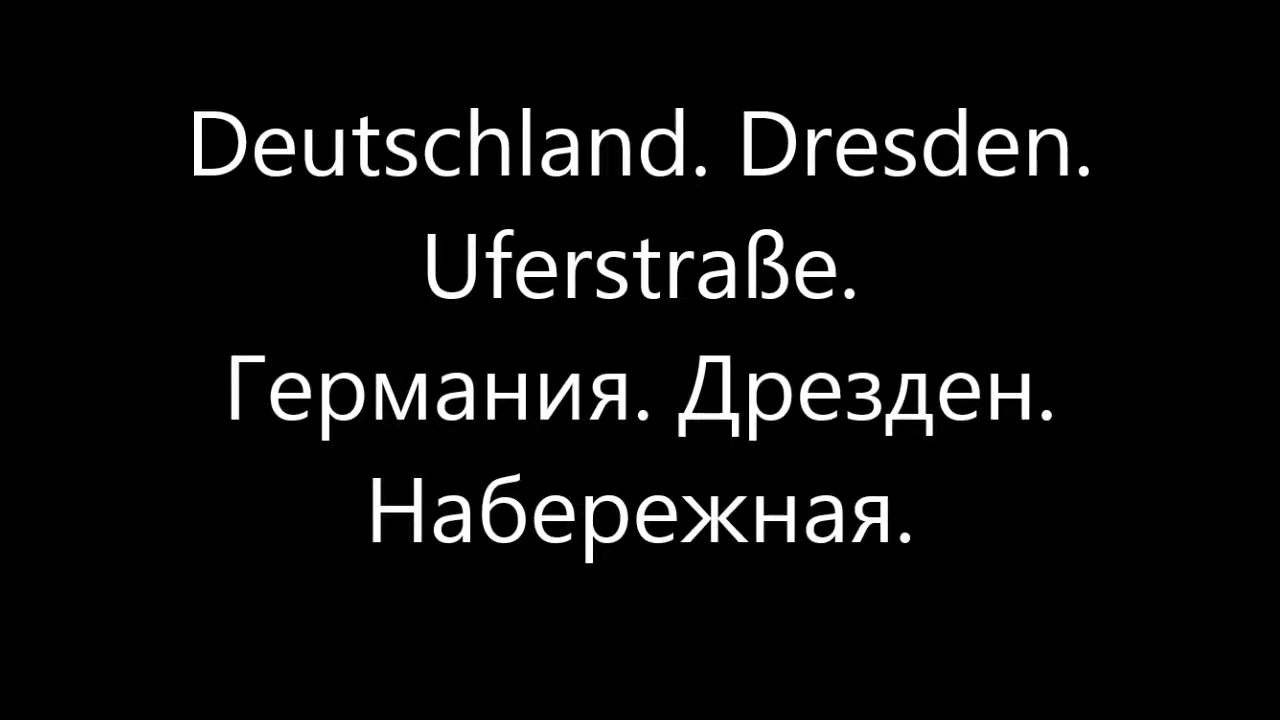 Deutschland. Dresden.
Uferstraße.
Германия. Дрезден.
Набережная.